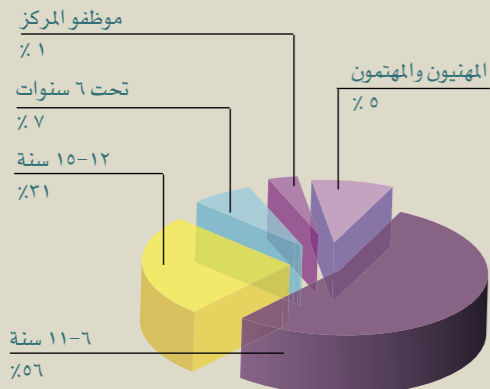 موظفو المركز
١ ٪
المهنيون والمهتمون
٥ ٪
تحت ٦ سنوات
٧ ٪
١٢-١٥ سنة
٣١٪
٦-١١ سنة
٥٦٪